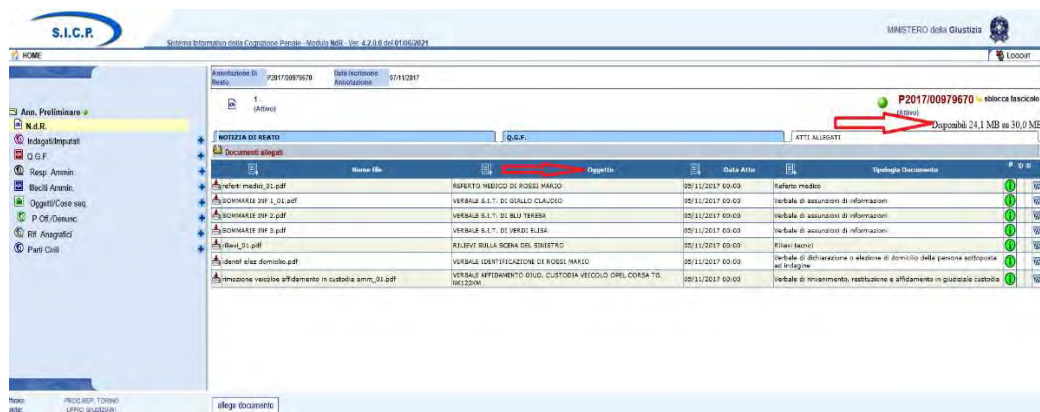 S.I.C.P.
Sistema Informativo della Cognizione Penale - Modulo NdR - Ver. 4.2.0.0 del 01/06/2021
MINISTERO della Giustizia
HOME
LOGOUT
Annotazione Di Reato P2017/00979670 Data Iscrizione Annotazione 07/11/2017
1 -
(Attivo)
P2017/00979670 sblocca fascicolo
(Attivo)
Disponibili 24,1 MB su 30,0 MB
Ann. Preliminare
N.d.R.
Indagati/Imputati
Q.G.F.
Resp. Ammin.
Illeciti Ammin.
Oggetti/Cose seq.
P.Off./Denunc.
Rif. Anagrafici
Parti Civili
NOTIZIA DI REATO Q.G.F. ATTI ALLEGATI
Documenti allegati
Nome File Oggetto Data Atto Tipologia Documento P D D
referti medici_01.pdf REFERTO MEDICO DI ROSSI MARIO 05/11/2017 00:00 Referto medico
SOMMARIE INF 1_01.pdf VERBALE S.I.T. DI GIALLO CLAUDIO 05/11/2017 00:00 Verbale di assunzioni di informazioni
SOMMARIE INF 2.pdf VERBALE S.I.T. DI BLU TERESA 05/11/2017 00:00 Verbale di assunzioni di informazioni
SOMMARIE INF 3.pdf VERBALE S.I.T. DI VERDI ELISA 05/11/2017 00:00 Verbale di assunzioni di informazioni
rilievi_01.pdf RILIEVI SULLA SCENA DEL SINISTRO 05/11/2017 00:00 Rilievi tecnici
identif elez domicilio.pdf VERBALE IDENTIFICAZIONE DI ROSSI MARIO 05/11/2017 00:00 Verbale di dichiarazione o elezione di domicilio della persona sottoposta ad indagine
rimozione veicoloe affidamento in custodia amm_01.pdf VERBALE AFFIDAMENTO GIUD. CUSTODIA VEICOLO OPEL CORSA TG. NK123KM 05/11/2017 00:00 Verbale di rinvenimento, restituzione e affidamento in giudiziale custodia
PROC.REP. TORINO
UFFICI GIUDIZIARI
allega documento